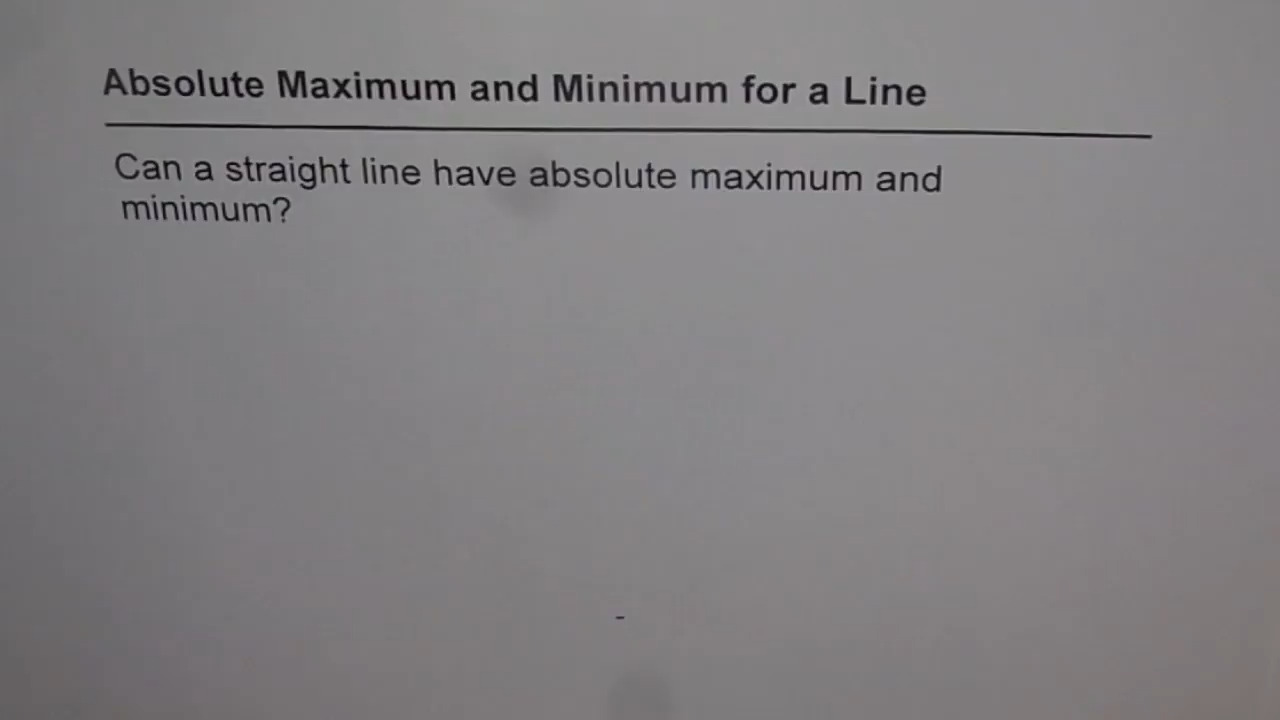 Absolute Maximum and Minimum for a Line
Can a straight line have absolute maximum and
minimum?